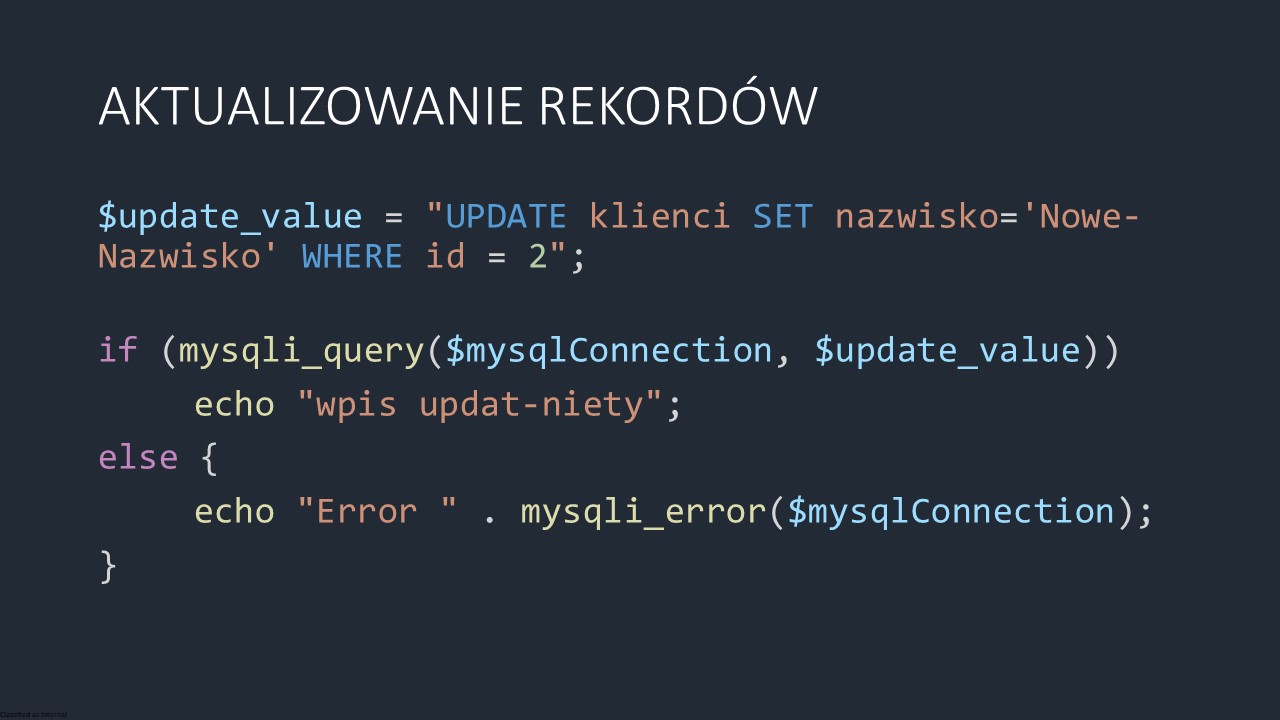 AKTUALIZOWANIE REKORDÓW
$update_value = "UPDATE klienci SET nazwisko='Nowe-
Nazwisko' WHERE id = 2";
if (mysqli_query($mysqlConnection, $update_value))
echo "wpis updat-niety";
else {
echo "Error " . mysqli_error($mysqlConnection);
}
Classified as Internal